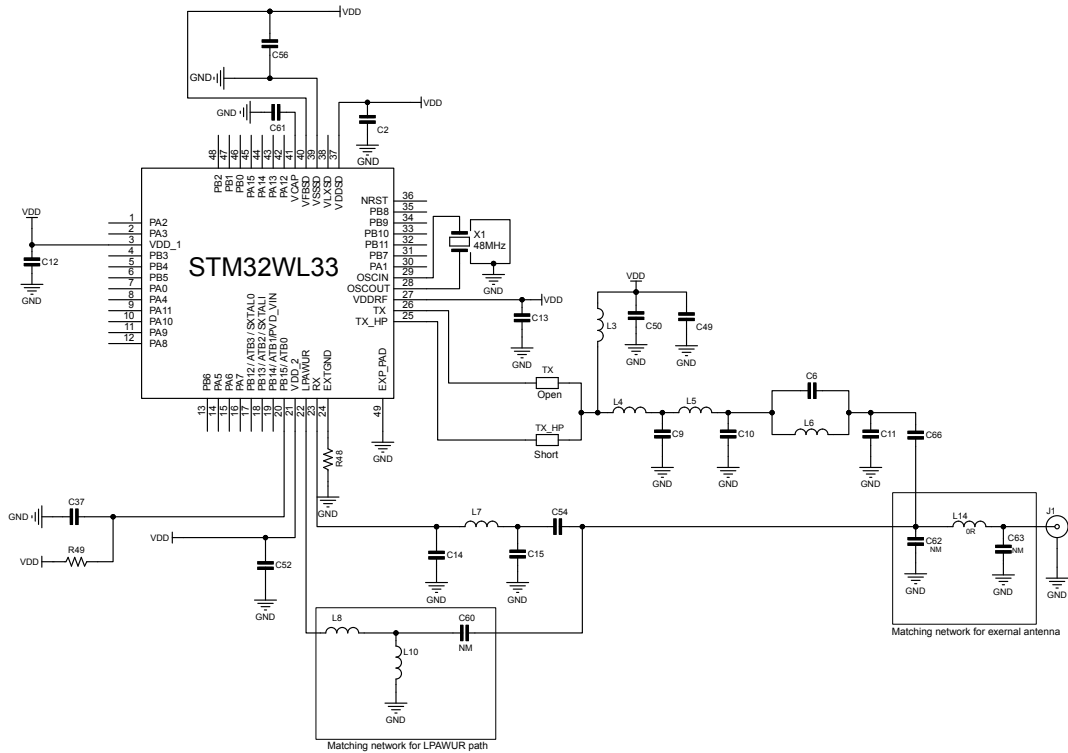 VDD
C56
GND
GND
C61
VDD
C2
GND
48
47
46
45
44
43
42
41
40
39
38
37
PB2
PB1
PB0
PA15
PA14
PA13
PA12
VCAP
VFBSD
VSSSD
VLXSD
VDDSD
VDD
C12
GND
1 PA2
2 PA3
3 VDD_1
4 PB3
5 PB4
6 PB5
7 PA0
8 PA4
9 PA11
10 PA10
11 PA9
12 PA8
STM32WL33
NRST 36
PB8 35
PB9 34
PB10 33
PB11 32
PB7 31
PA1 30
OSCIN 29
OSCOUT 28
VDDRF 27
TX 26
TX_HP 25
X1
48MHz
GND
VDD
C13
GND
PB6
PA5
PA6
PA7
PB12/ ATB3 / SXTAL0
PB13/ ATB2 / SXTAL1
PB14/ ATB1/PVD_VIN
PB15/ ATB0
VDD_2
LPAWUR
RX
EXTGND
EXP_PAD
13
14
15
16
17
18
19
20
21
22
23
24
49
GND
R48
GND
TX
Open
TX_HP
Short
VDD
L3
C50
C49
GND
GND
L4
L5
C9
C10
GND
GND
C6
L6
C11
GND
C66
C37
GND
R49
VDD
VDD
C52
GND
L7
C54
C14
C15
GND
GND
L8
C60
NM
L10
GND
Matching network for LPAWUR path
L14
0R
J1
C62
NM
C63
NM
GND
GND
GND
Matching network for exernal antenna